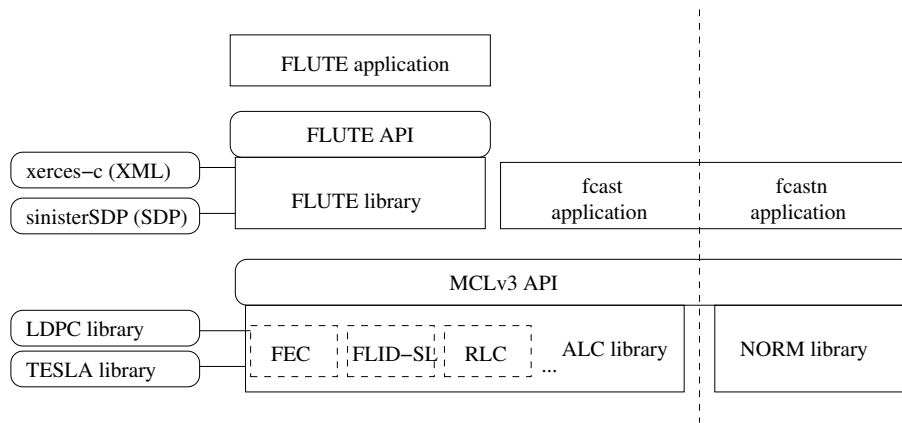 FLUTE application
FLUTE API
xerces-c (XML)
sinisterSDP (SDP)
FLUTE library
fcast
application
fcastn
application
MCLv3 API
LDPC library
TESLA library
FEC
FLID-SL
RLC
...
ALC library
NORM library